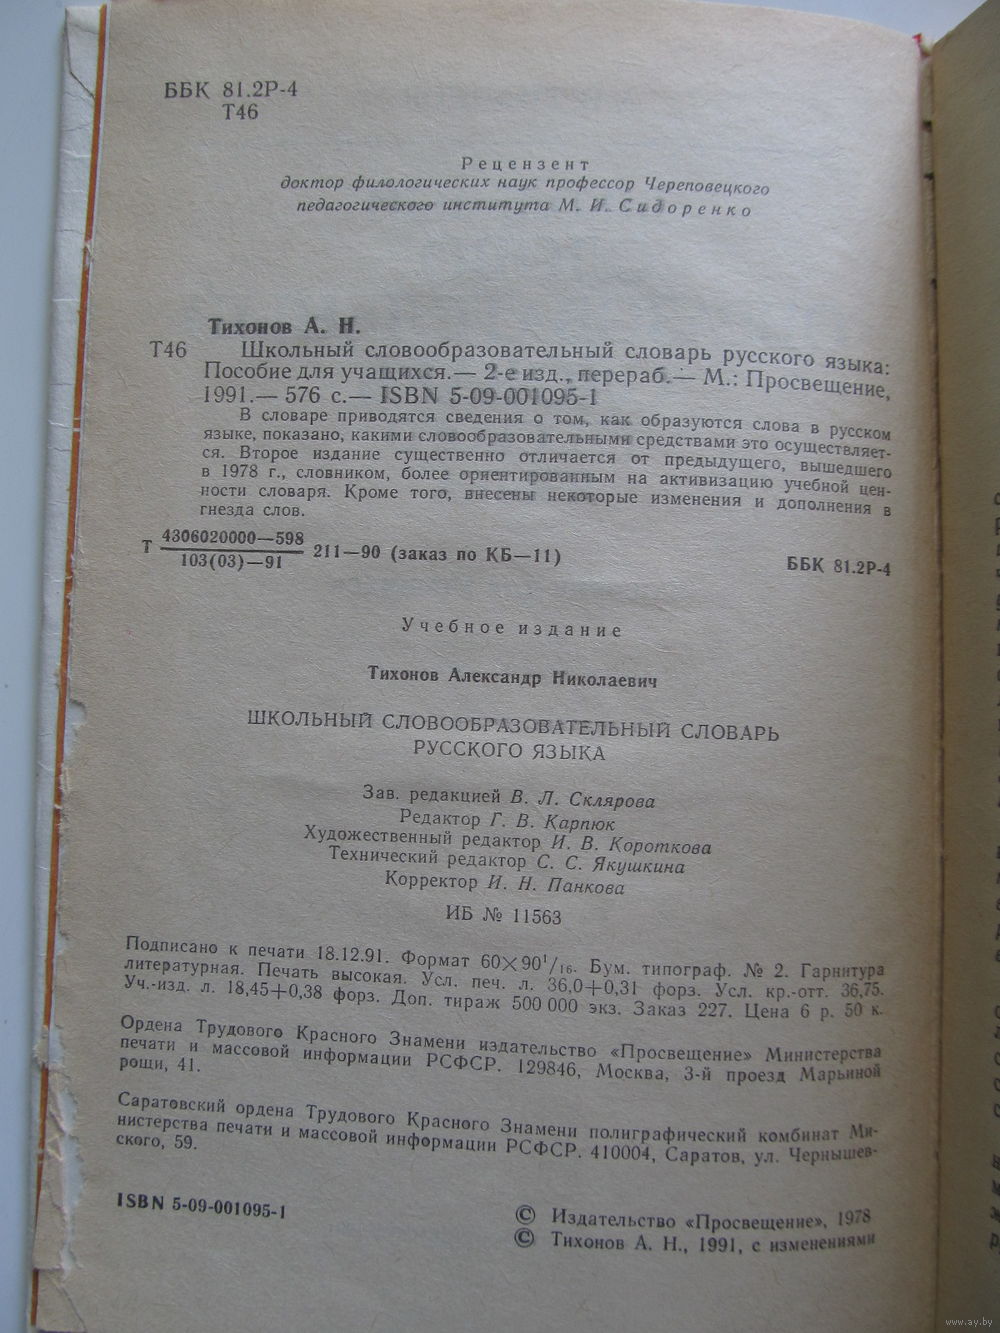 ББК 81.2Р-4
Т46
Рецензент
доктор филологических наук профессор Череповецкого
педагогического института М. И. Сидоренко
Тихонов А. Н.
Т46 Школьный словообразовательный словарь русского языка:
Пособие для учащихся.— 2-е изд., перераб.— М.: Просвещение,
1991.— 576 с.— ISBN 5-09-001095-1
В словаре приводятся сведения о том, как образуются слова в русском
языке, показано, какими словообразовательными средствами это осуществляет-
ся. Второе издание существенно отличается от предыдущего, вышедшего
в 1978 г., словником, более ориентированным на активизацию учебной цен-
ности словаря. Кроме того, внесены некоторые изменения и дополнения в
гнезда слов.
Т 4306020000—598
103(03)—91 211—90 (заказ по КБ—11) ББК 81.2Р-4
Учебное издание
Тихонов Александр Николаевич
ШКОЛЬНЫЙ СЛОВООБРАЗОВАТЕЛЬНЫЙ СЛОВАРЬ
РУССКОГО ЯЗЫКА
Зав. редакцией В. Л. Склярова
Редактор Г. В. Карпюк
Художественный редактор И. В. Короткова
Технический редактор С. С. Якушкина
Корректор И. Н. Панкова
ИБ № 11563
Подписано к печати 18.12.91. Формат 60×90¹/₁₆. Бум. типограф. № 2. Гарнитура
литературная. Печать высокая. Усл. печ. л. 36,0+0,31 форз. Усл. кр.-отт. 36,75.
Уч.-изд. л. 18,45+0,38 форз. Доп. тираж 500 000 экз. Заказ 227. Цена 6 р. 50 к.
Ордена Трудового Красного Знамени издательство «Просвещение» Министерства
печати и массовой информации РСФСР. 129846, Москва, 3-й проезд Марьиной
рощи, 41.
Саратовский ордена Трудового Красного Знамени полиграфический комбинат Ми-
нистерства печати и массовой информации РСФСР. 410004, Саратов, ул. Чернышев-
ского, 59.
ISBN 5-09-001095-1
© Издательство «Просвещение», 1978
© Тихонов А. Н., 1991, с изменениями
www.ay.by